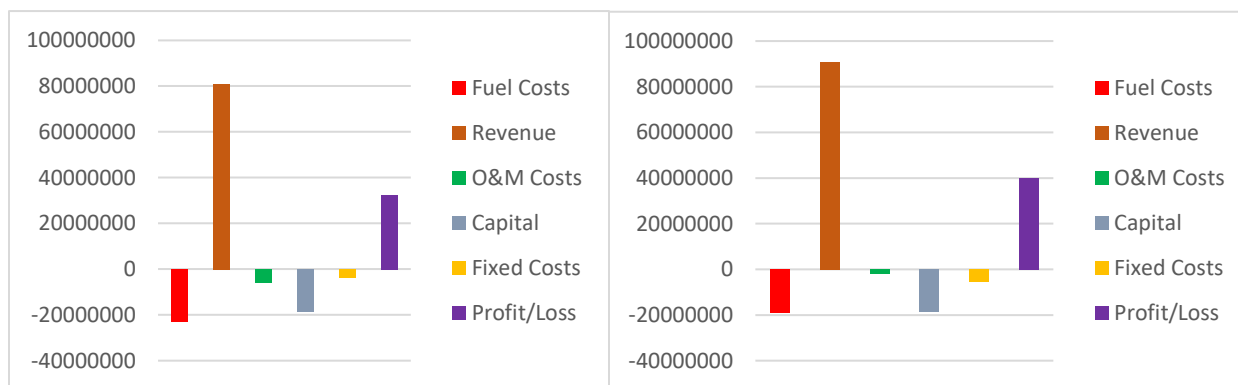 100000000
80000000
60000000
40000000
20000000
0
-20000000
-40000000
Fuel Costs
Revenue
O&M Costs
Capital
Fixed Costs
Profit/Loss
100000000
80000000
60000000
40000000
20000000
0
-20000000
-40000000
Fuel Costs
Revenue
O&M Costs
Capital
Fixed Costs
Profit/Loss